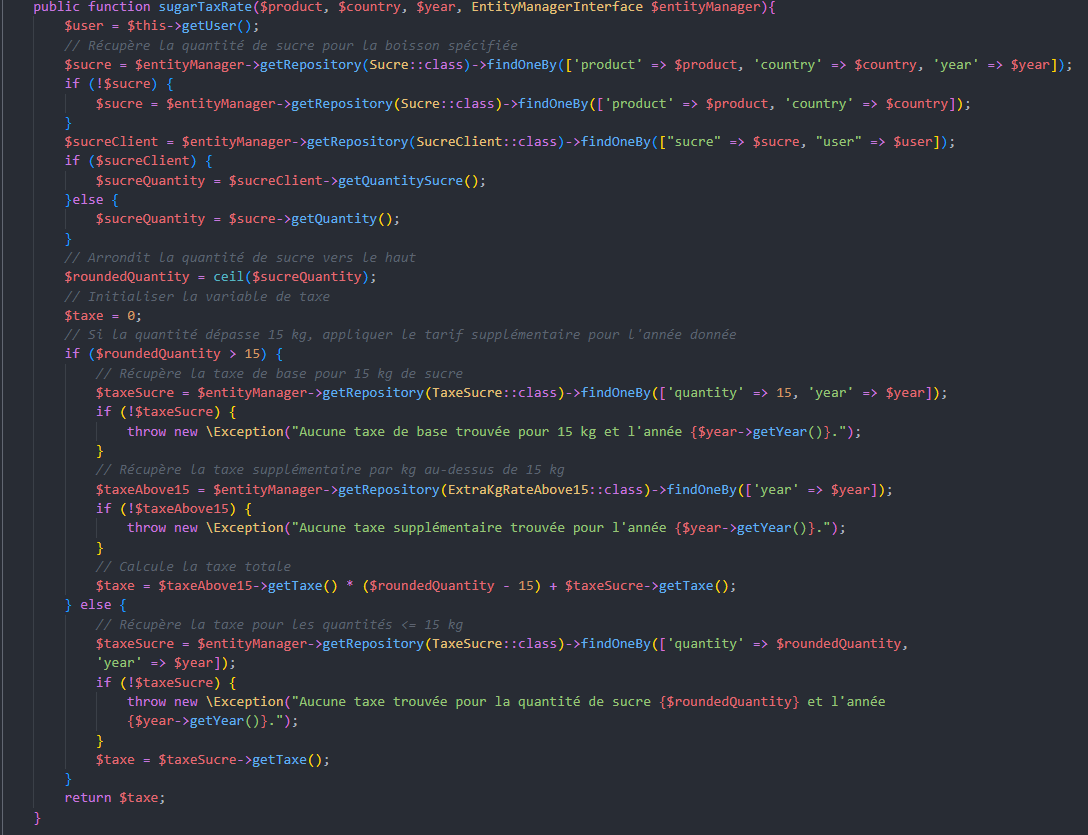 public function sugarTaxRate($product, $country, $year, EntityManagerInterface $entityManager){
    $user = $this->getUser();
    // Récupère la quantité de sucre pour la boisson spécifiée
    $sucre = $entityManager->getRepository(Sucre::class)->findOneBy(['product' => $product, 'country' => $country, 'year' => $year]);
    if (!$sucre) {
        $sucre = $entityManager->getRepository(Sucre::class)->findOneBy(['product' => $product, 'country' => $country]);
    }
    $sucreClient = $entityManager->getRepository(SucreClient::class)->findOneBy(["sucre" => $sucre, "user" => $user]);
    if ($sucreClient) {
        $sucreQuantity = $sucreClient->getQuantitySucre();
    }else {
        $sucreQuantity = $sucre->getQuantity();
    }
    // Arrondit la quantité de sucre vers le haut
    $roundedQuantity = ceil($sucreQuantity);
    // Initialiser la variable de taxe
    $taxe = 0;
    // Si la quantité dépasse 15 kg, appliquer le tarif supplémentaire pour l'année donnée
    if ($roundedQuantity > 15) {
        // Récupère la taxe de base pour 15 kg de sucre
        $taxeSucre = $entityManager->getRepository(TaxeSucre::class)->findOneBy(['quantity' => 15, 'year' => $year]);
        if (!$taxeSucre) {
            throw new \Exception("Aucune taxe de base trouvée pour 15 kg et l'année {$year->getYear()}.");
        }
        // Récupère la taxe supplémentaire par kg au-dessus de 15 kg
        $taxeAbove15 = $entityManager->getRepository(ExtraKgRateAbove15::class)->findOneBy(['year' => $year]);
        if (!$taxeAbove15) {
            throw new \Exception("Aucune taxe supplémentaire trouvée pour l'année {$year->getYear()}.");
        }
        // Calcule la taxe totale
        $taxe = $taxeAbove15->getTaxe() * ($roundedQuantity - 15) + $taxeSucre->getTaxe();
    } else {
        // Récupère la taxe pour les quantités <= 15 kg
        $taxeSucre = $entityManager->getRepository(TaxeSucre::class)->findOneBy(['quantity' => $roundedQuantity,
        'year' => $year]);
        if (!$taxeSucre) {
            throw new \Exception("Aucune taxe trouvée pour la quantité de sucre {$roundedQuantity} et l'année
            {$year->getYear()}.");
        }
        $taxe = $taxeSucre->getTaxe();
    }
    return $taxe;
}